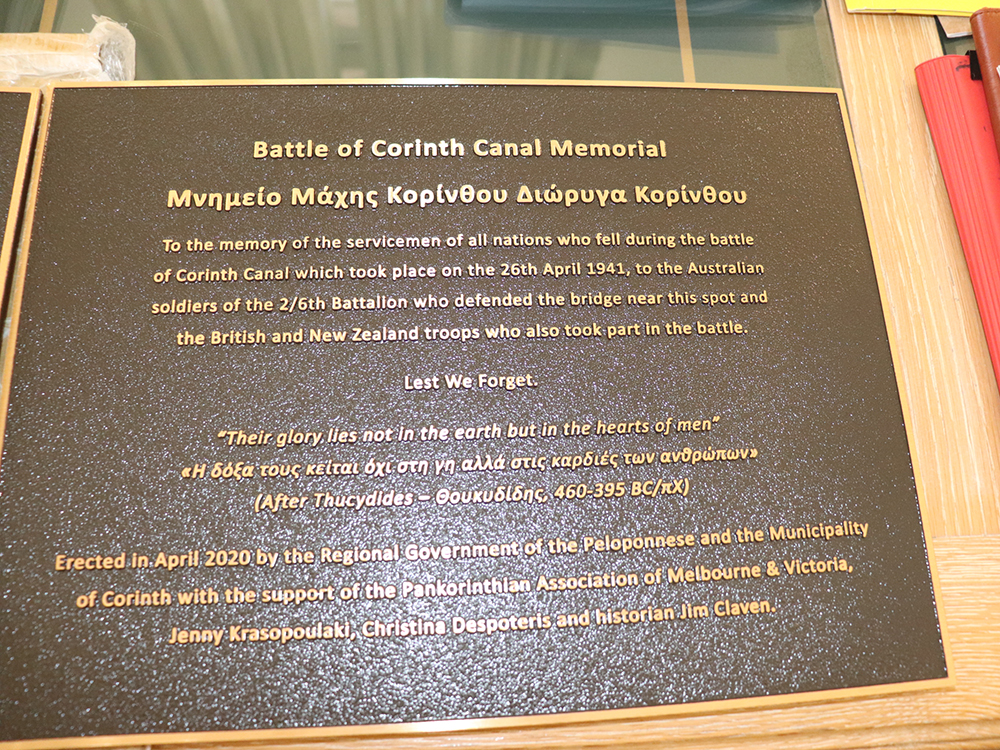 Battle of Corinth Canal Memorial
Μνημείο Μάχης Κορίνθου Διώρυγα Κορίνθου
To the memory of the servicemen of all nations who fell during the battle
of Corinth Canal which took place on the 26th April 1941, to the Australian
soldiers of the 2/6th Battalion who defended the bridge near this spot and
the British and New Zealand troops who also took part in the battle.
Lest We Forget.
“Their glory lies not in the earth but in the hearts of men”
«Η δόξα τους κείται όχι στη γη αλλά στις καρδιές των ανθρώπων»
(After Thucydides – Θουκυδίδης, 460-395 BC/πΧ)
Erected in April 2020 by the Regional Government of the Peloponnese and the Municipality
of Corinth with the support of the Pankorinthian Association of Melbourne & Victoria,
Jenny Krasopoulaki, Christina Despoteris and historian Jim Claven.